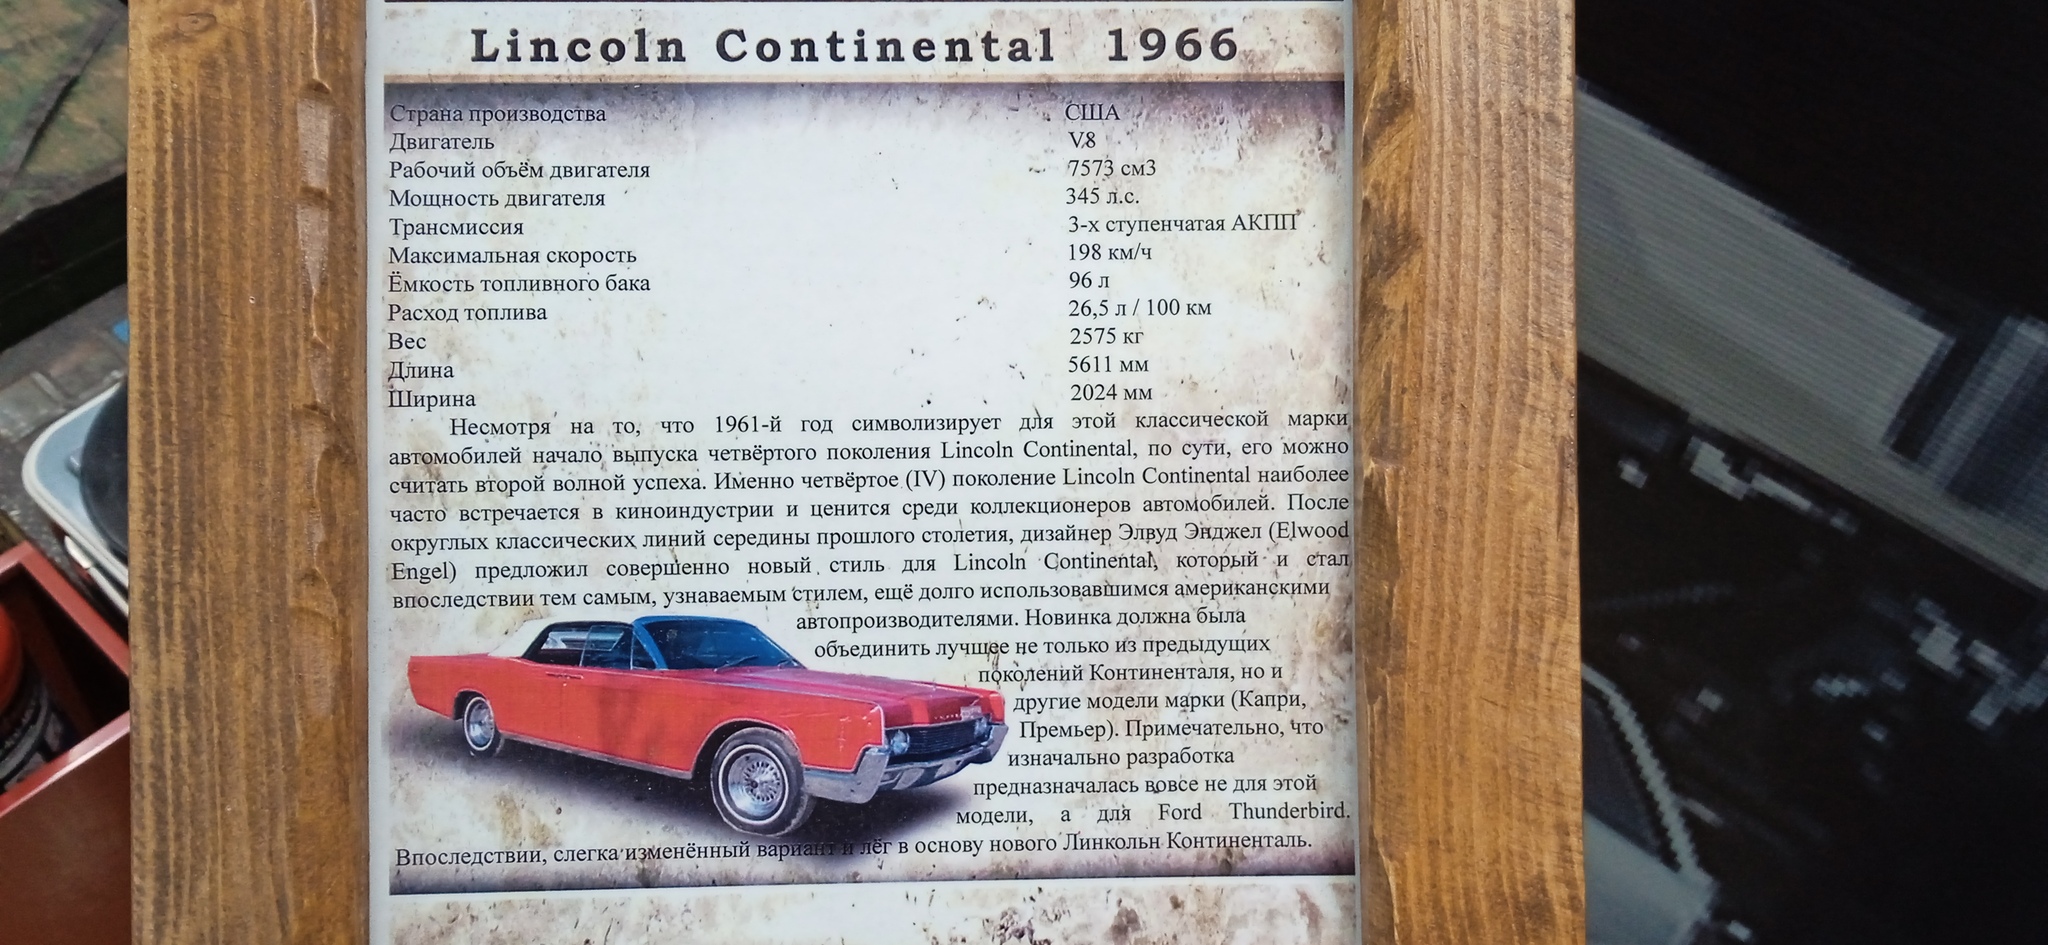 Lincoln Continental 1966
Страна производства США
Двигатель V8
Рабочий объём двигателя 7573 см3
Мощность двигателя 345 л.с.
Трансмиссия 3-х ступенчатая АКПП
Максимальная скорость 198 км/ч
Ёмкость топливного бака 96 л
Расход топлива 26,5 л / 100 км
Вес 2575 кг
Длина 5611 мм
Ширина 2024 мм
Несмотря на то, что 1961-й год символизирует для этой классической марки
автомобилей начало выпуска четвёртого поколения Lincoln Continental, по сути, его можно
считать второй волной успеха. Именно четвёртое (IV) поколение Lincoln Continental наиболее
часто встречается в киноиндустрии и ценится среди коллекционеров автомобилей. После
округлых классических линий середины прошлого столетия, дизайнер Элвуд Энджел (Elwood
Engel) предложил совершенно новый стиль для Lincoln Continental, который и стал
впоследствии тем самым, узнаваемым стилем, ещё долго использовавшимся американскими
автопроизводителями. Новинка должна была
объединить лучшее не только из предыдущих
поколений Континенталя, но и
другие модели марки (Капри,
Премьер). Примечательно, что
изначально разработка
предназначалась вовсе не для этой
модели, а для Ford Thunderbird.
Впоследствии, слегка изменённый вариант и лёг в основу нового Линкольн Континенталь.